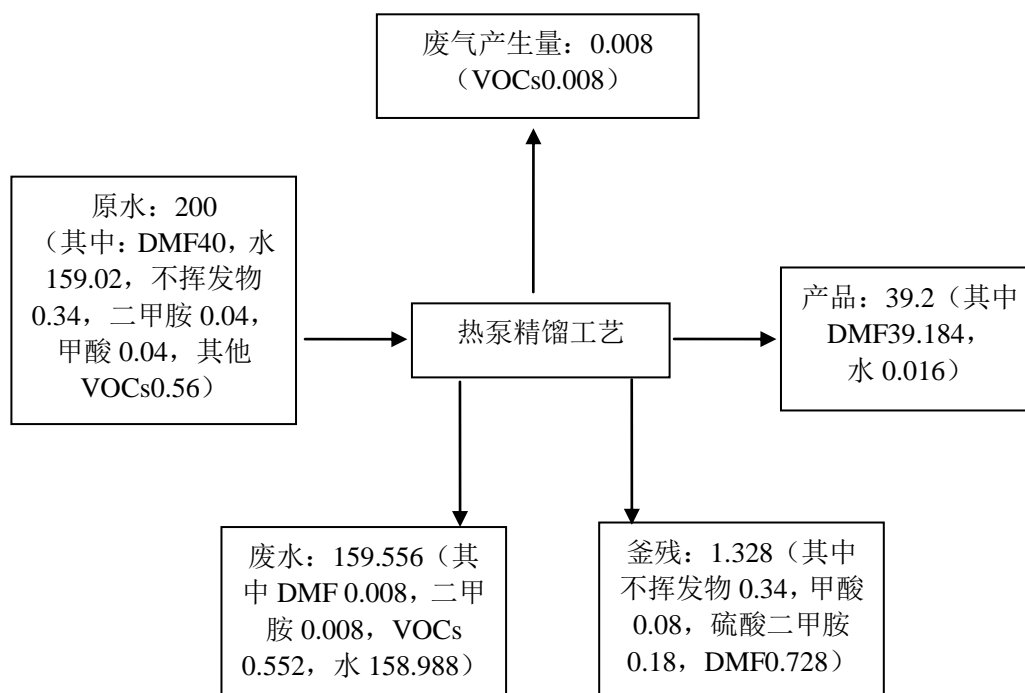 废气产生量：0.008
（VOCs0.008）
原水：200
（其中：DMF40，水
159.02，不挥发物
0.34，二甲胺 0.04，
甲酸 0.04，其他
VOCs0.56）
热泵精馏工艺
产品：39.2（其中
DMF39.184，
水 0.016）
废水：159.556（其
中 DMF 0.008，二甲
胺 0.008，VOCs
0.552，水 158.988）
釜残：1.328（其中
不挥发物 0.34，甲酸
0.08，硫酸二甲胺
0.18，DMF0.728）